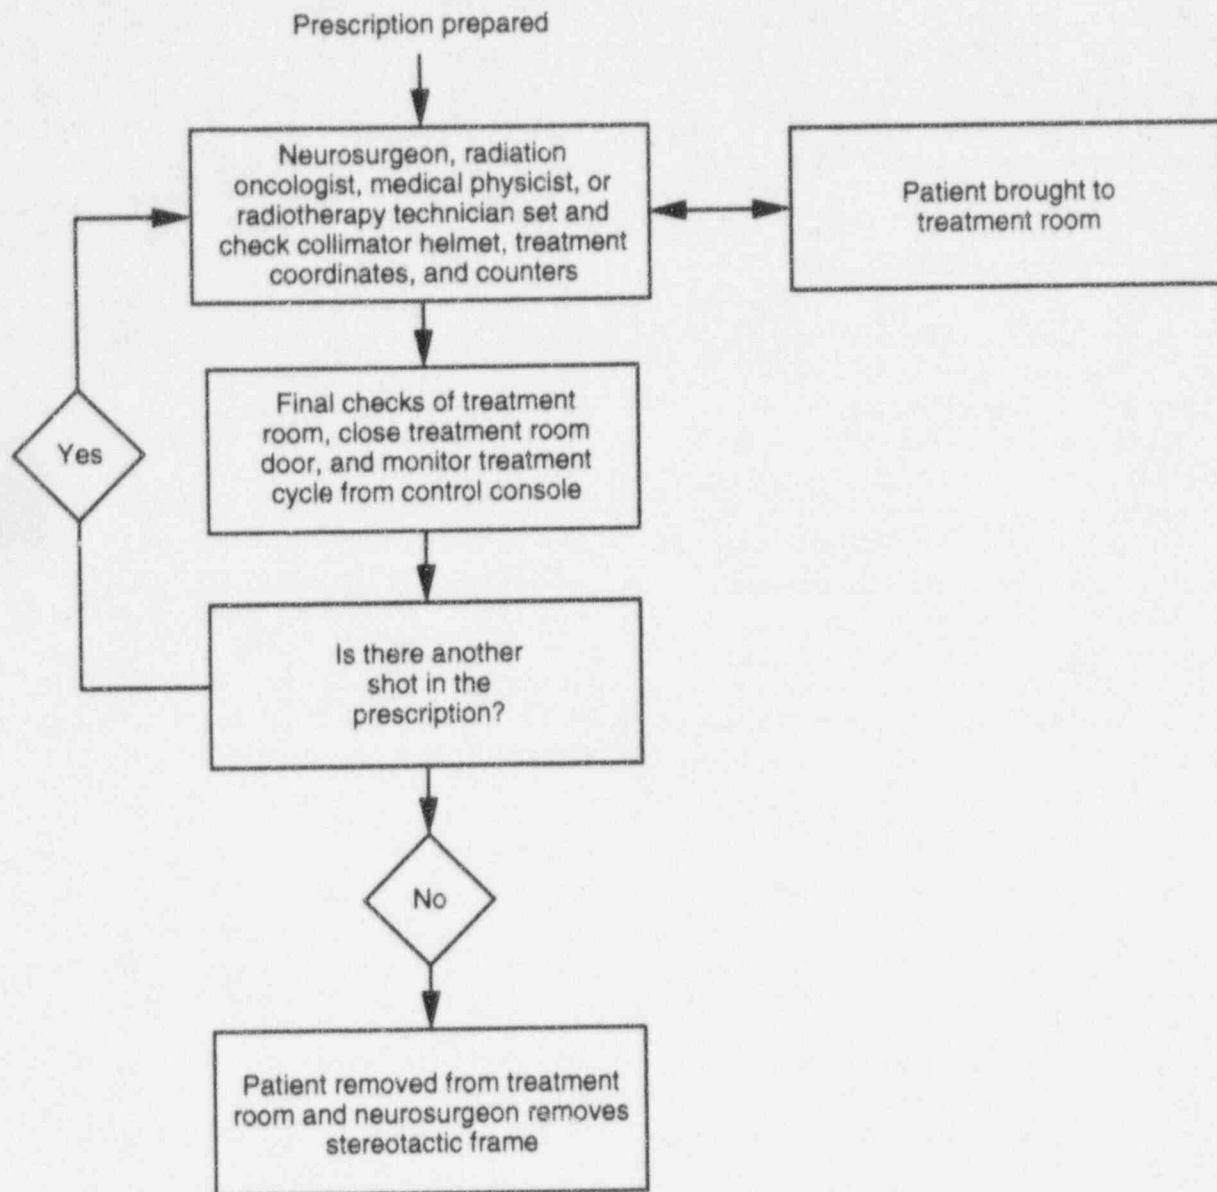 Prescription prepared
Neurosurgeon, radiation
oncologist, medical physicist, or
radiotherapy technician set and
check collimator helmet, treatment
coordinates, and counters
Patient brought to
treatment room
Final checks of treatment
room, close treatment room
door, and monitor treatment
cycle from control console
Yes
Is there another
shot in the
prescription?
No
Patient removed from treatment
room and neurosurgeon removes
stereotactic frame